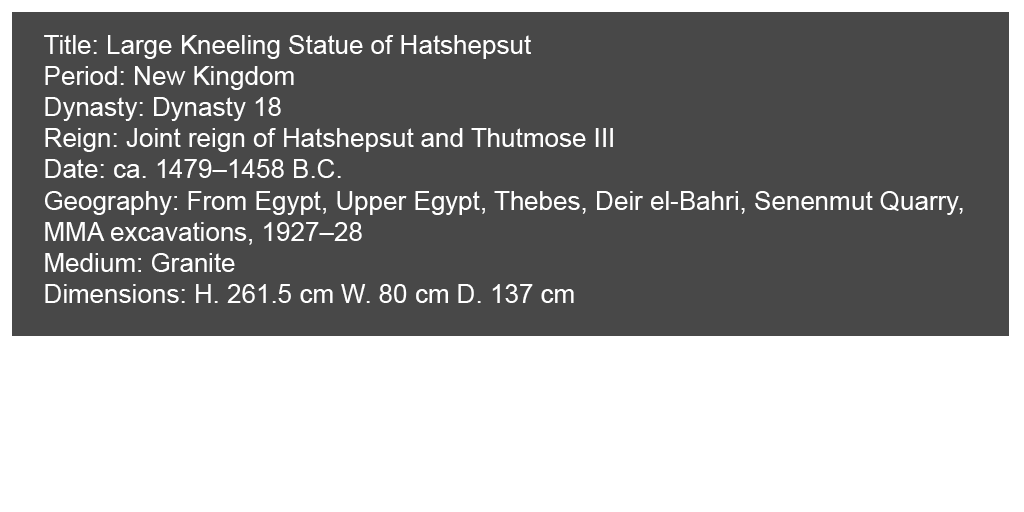 Title: Large Kneeling Statue of Hatshepsut
Period: New Kingdom
Dynasty: Dynasty 18
Reign: Joint reign of Hatshepsut and Thutmose III
Date: ca. 1479–1458 B.C.
Geography: From Egypt, Upper Egypt, Thebes, Deir el-Bahri, Senenmut Quarry,
MMA excavations, 1927–28
Medium: Granite
Dimensions: H. 261.5 cm W. 80 cm D. 137 cm